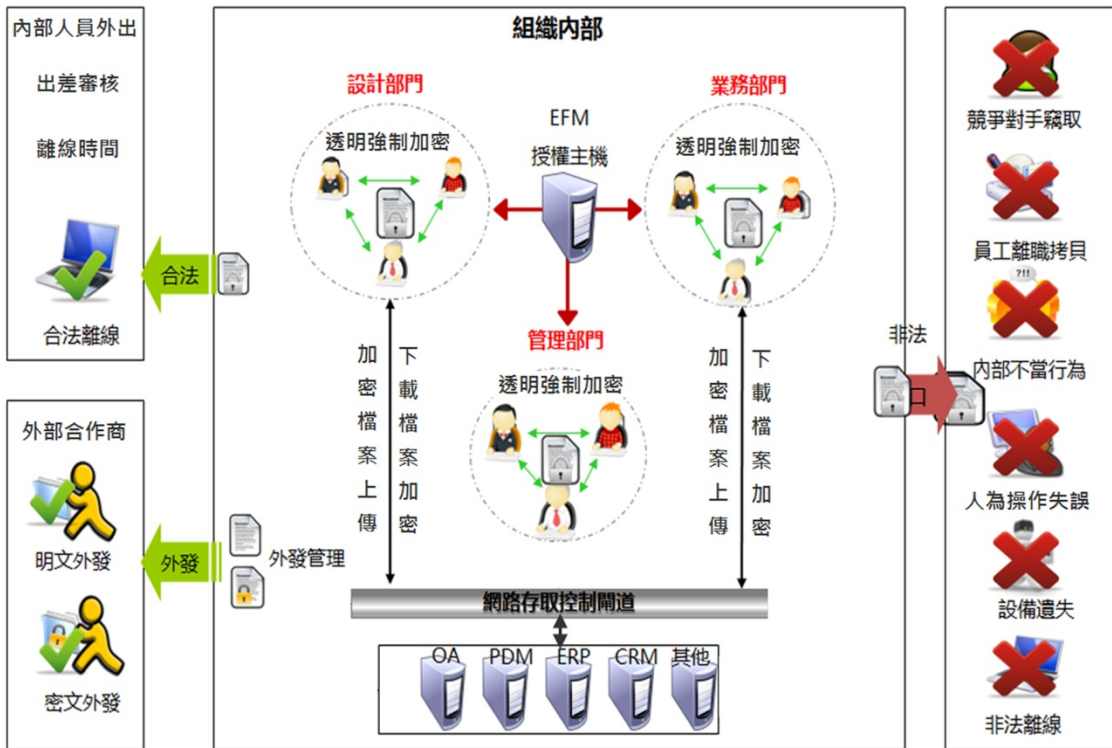 內部人員外出
出差審核
離線時間
合法
合法離線
外部合作商
明文外發
外發
密文外發
組織內部
設計部門
透明強制加密
EFM
授權主機
業務部門
透明強制加密
管理部門
透明強制加密
加密檔案上傳
下載檔案加密
加密檔案上傳
下載檔案加密
外發管理
網路存取控制閘道
OA PDM ERP CRM 其他
非法
口
競爭對手竊取
員工離職拷貝
?!!
內部不當行為
人為操作失誤
設備遺失
非法離線